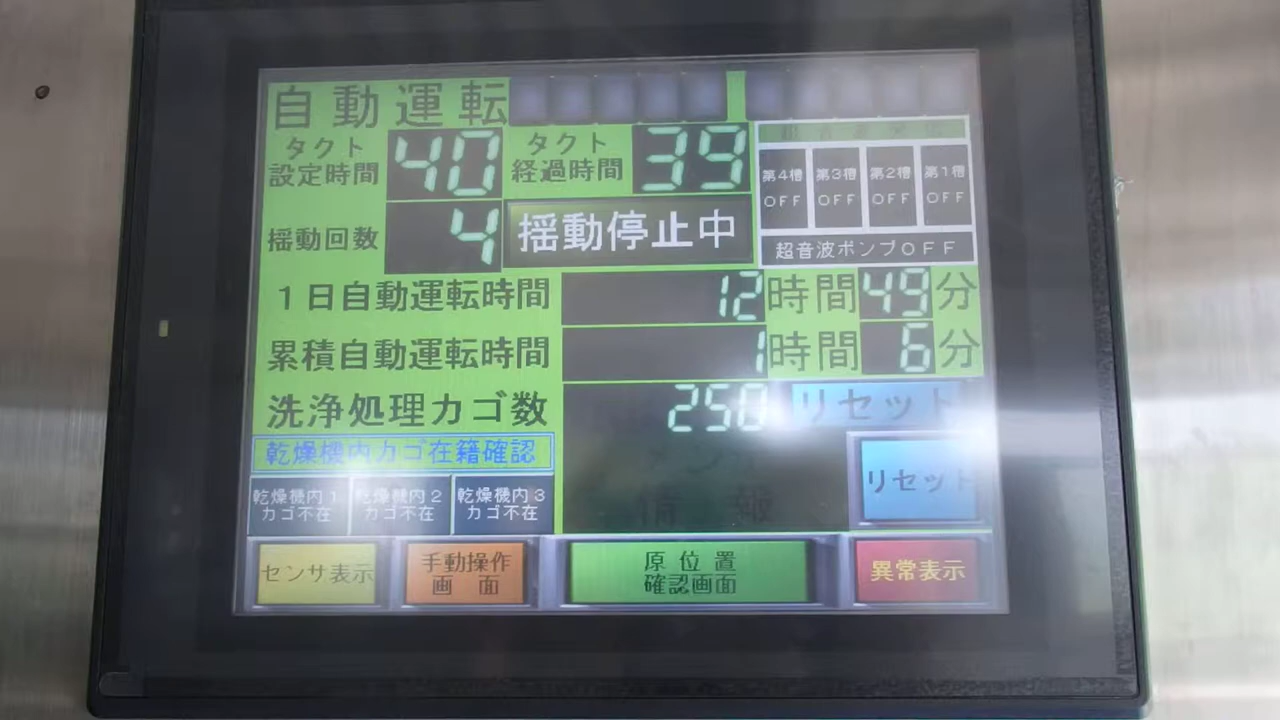 自動運転
タクト
設定時間
40
タクト
経過時間
39
第4槽
OFF
第3槽
OFF
第2槽
OFF
第1槽
OFF
揺動回数
4
揺動停止中
超音波ポンプOFF
1日自動運転時間
12時間49分
累積自動運転時間
1時間6分
洗浄処理カゴ数
250
リセット
乾燥機内カゴ在籍確認
リセット
乾燥機内1
カゴ不在
乾燥機内2
カゴ不在
乾燥機内3
カゴ不在
センサ表示
手動操作
画面
原位置
確認画面
異常表示